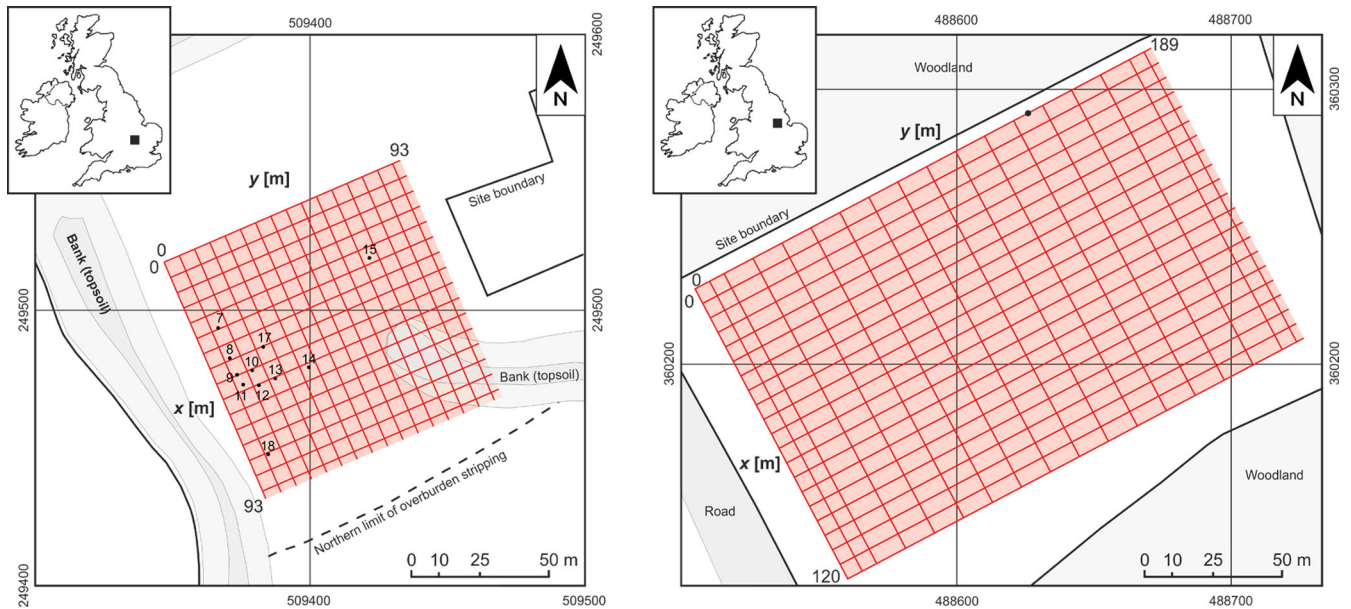 509400
249600
N
93
y [m]
Site boundary
0
0
15
Bank (topsoil)
249500
249500
7
17
8
10
14
9
13
11
12
Bank (topsoil)
x [m]
18
93
Northern limit of overburden stripping
0 10 25 50 m
249400
509400
509500
488600
488700
189
Woodland
N
360300
y [m]
Site boundary
0
0
360200
360200
x [m]
Woodland
Road
120
0 10 25 50 m
488600
488700